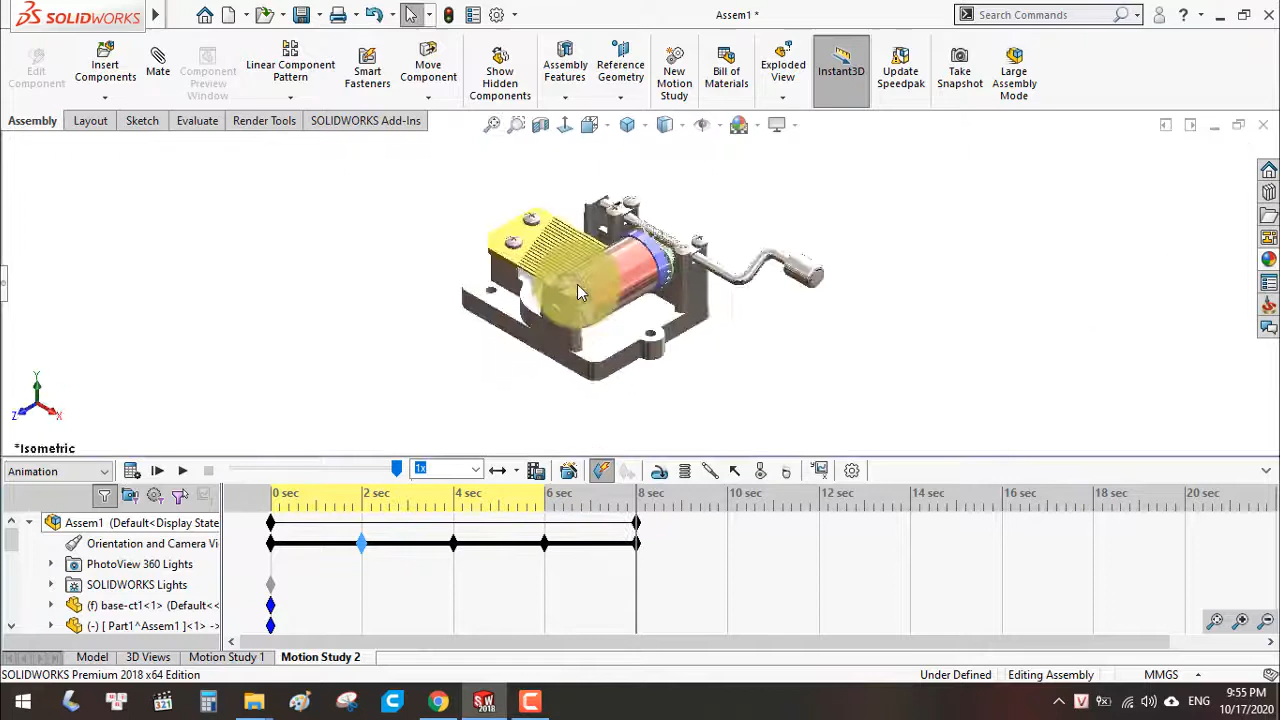 SOLIDWORKS
Assem1 *
Search Commands
?
Edit Component
Insert Components
Mate
Component Preview Window
Linear Component Pattern
Smart Fasteners
Move Component
Show Hidden Components
Assembly Features
Reference Geometry
New Motion Study
Bill of Materials
Exploded View
Instant3D
Update Speedpak
Take Snapshot
Large Assembly Mode
Assembly
Layout
Sketch
Evaluate
Render Tools
SOLIDWORKS Add-Ins
Y
Z
X
*Isometric
Animation
1x
0 sec
2 sec
4 sec
6 sec
8 sec
10 sec
12 sec
14 sec
16 sec
18 sec
20 sec
Assem1 (Default<Display State
Orientation and Camera Vi
PhotoView 360 Lights
SOLIDWORKS Lights
(f) base-ct1<1> (Default<<
(-) [ Part1^Assem1 ]<1> ->
Model
3D Views
Motion Study 1
Motion Study 2
SOLIDWORKS Premium 2018 x64 Edition
Under Defined
Editing Assembly
MMGS
321
SW
2018
V
ENG
9:55 PM
10/17/2020